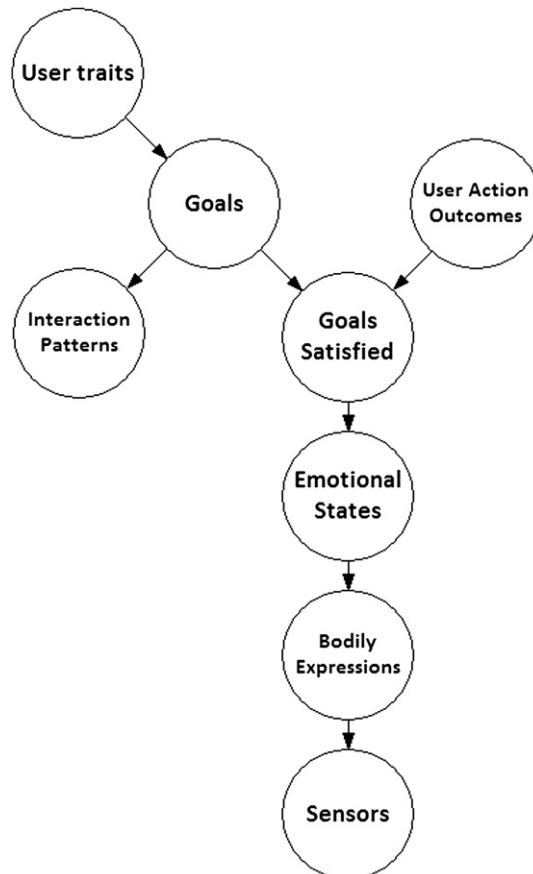 User traits
Goals
User Action
Outcomes
Interaction
Patterns
Goals
Satisfied
Emotional
States
Bodily
Expressions
Sensors